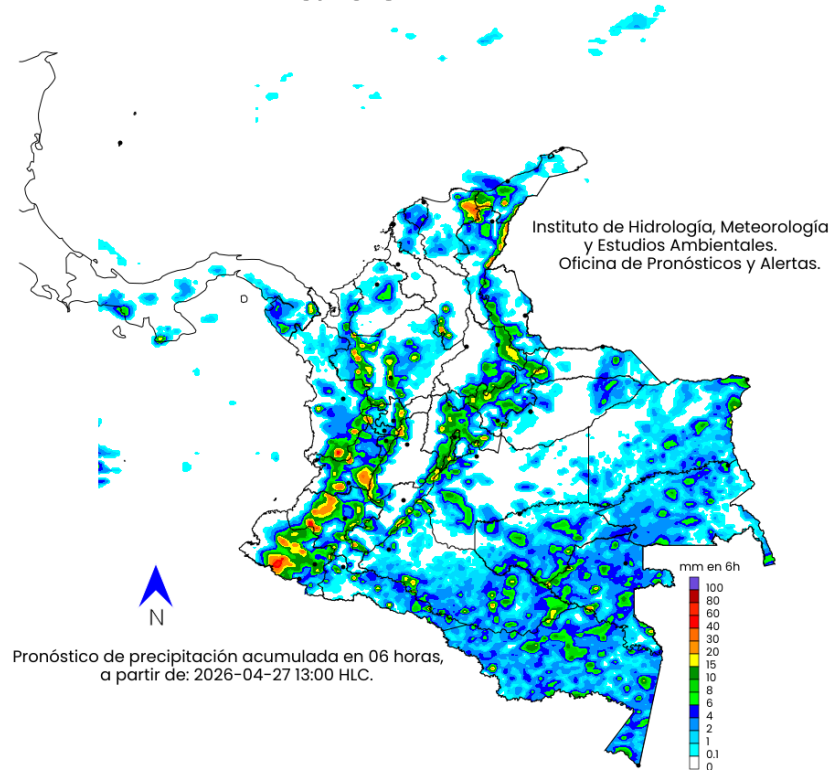 Instituto de Hidrología, Meteorología
y Estudios Ambientales.
Oficina de Pronósticos y Alertas.
D
mm en 6h
100
80
60
40
30
20
15
10
8
6
4
2
1
0.1
0
N
Pronóstico de precipitación acumulada en 06 horas,
a partir de: 2026-04-27 13:00 HLC.